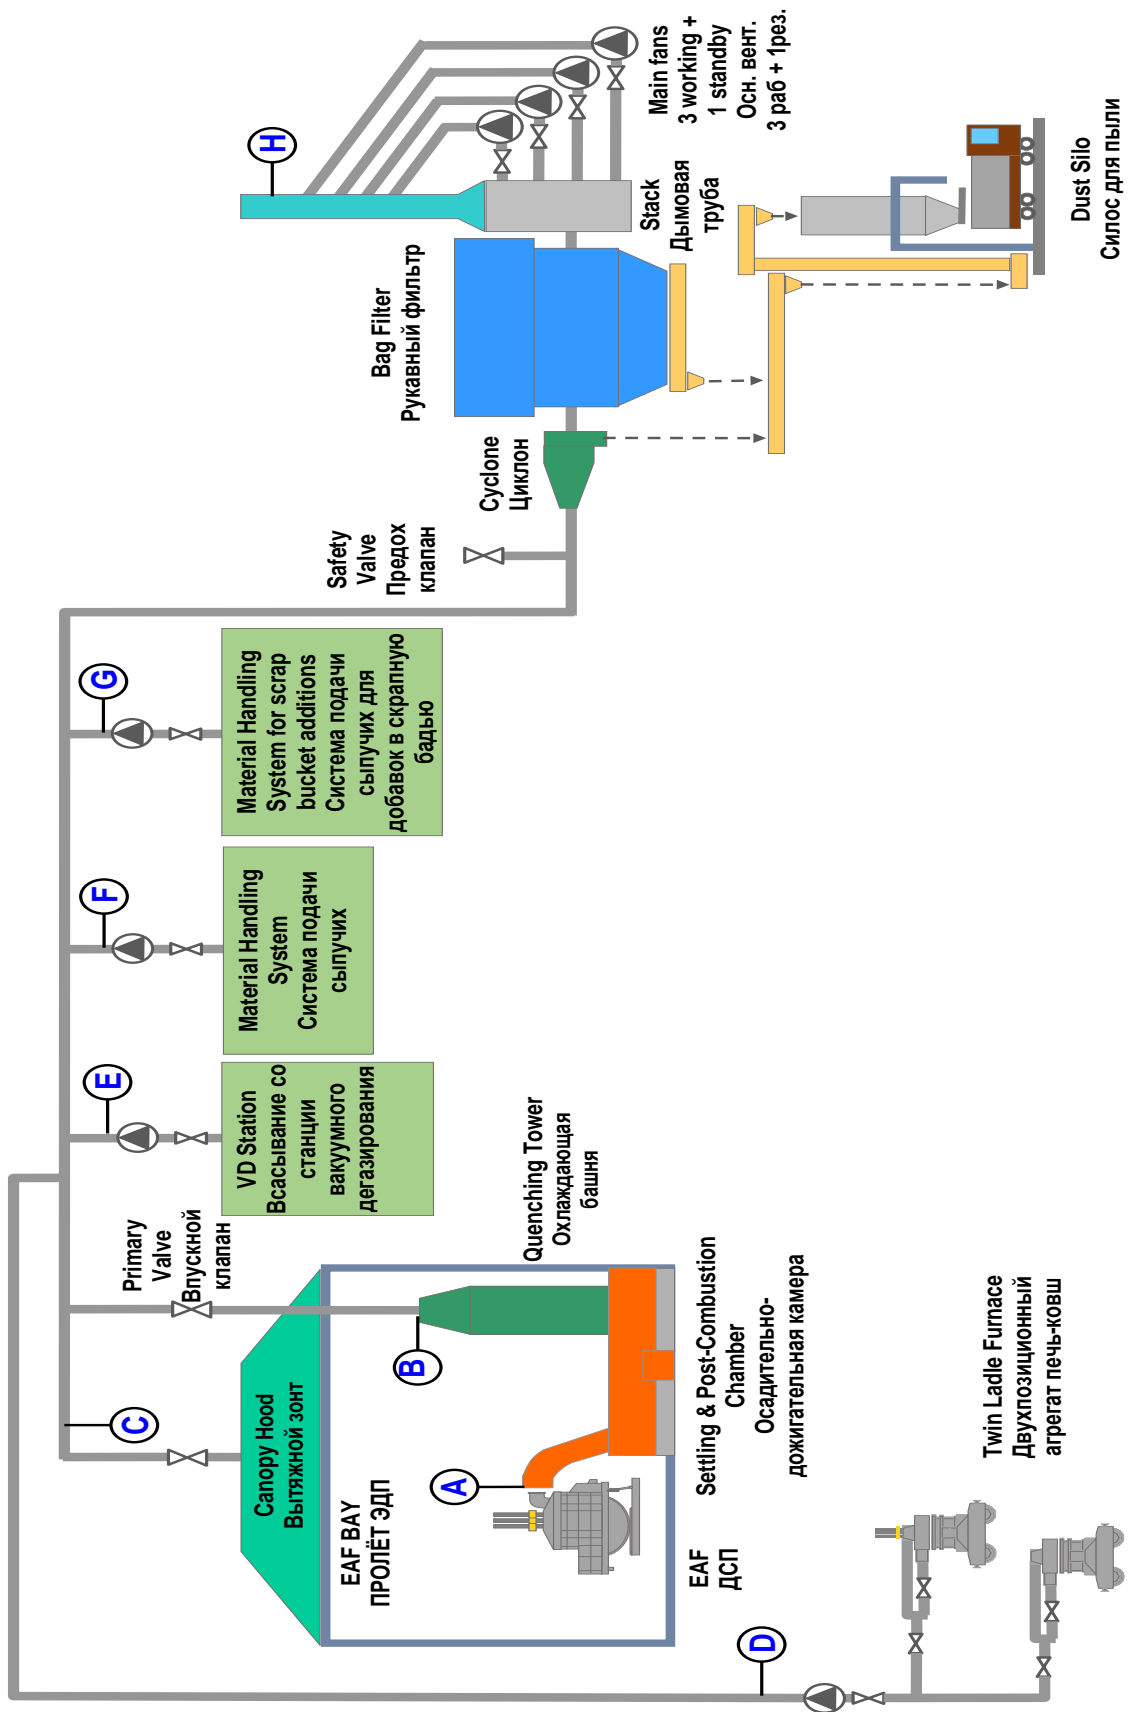 H
Main fans
3 working +
1 standby
Осн. вент.
3 раб + 1рез.
Stack
Дымовая
труба
Dust Silo
Силос для пыли
Bag Filter
Рукавный фильтр
Cyclone
Циклон
Safety
Valve
Предох
клапан
G
Material Handling
System for scrap
bucket additions
Система подачи
сыпучих для
добавок в скрапную
бадью
F
Material Handling
System
Система подачи
сыпучих
E
VD Station
Всасывание со
станции
вакуумного
дегазирования
Primary
Valve
Впускной
клапан
Quenching Tower
Охлаждающая
башня
B
C
Canopy Hood
Вытяжной зонт
EAF BAY
ПРОЛЁТ ЭДП
A
Settling & Post-Combustion
Chamber
Осадительно-
дожигательная камера
EAF
ДСП
Twin Ladle Furnace
Двухпозиционный
агрегат печь-ковш
D